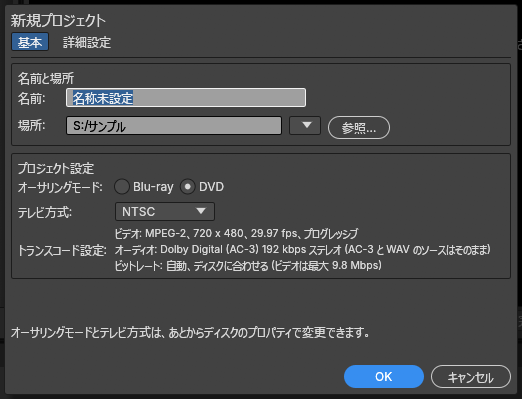 新規プロジェクト
基本 詳細設定
名前と場所
名前: 名称未設定
場所: S:/サンプル 参照...
プロジェクト設定
オーサリングモード: Blu-ray DVD
テレビ方式: NTSC
ビデオ: MPEG-2、720 x 480、29.97 fps、プログレッシブ
トランスコード設定: オーディオ: Dolby Digital (AC-3) 192 kbps ステレオ (AC-3 と WAV のソースはそのまま)
ビットレート: 自動、ディスクに合わせる (ビデオは最大 9.8 Mbps)
オーサリングモードとテレビ方式は、あとからディスクのプロパティで変更できます。
OK キャンセル